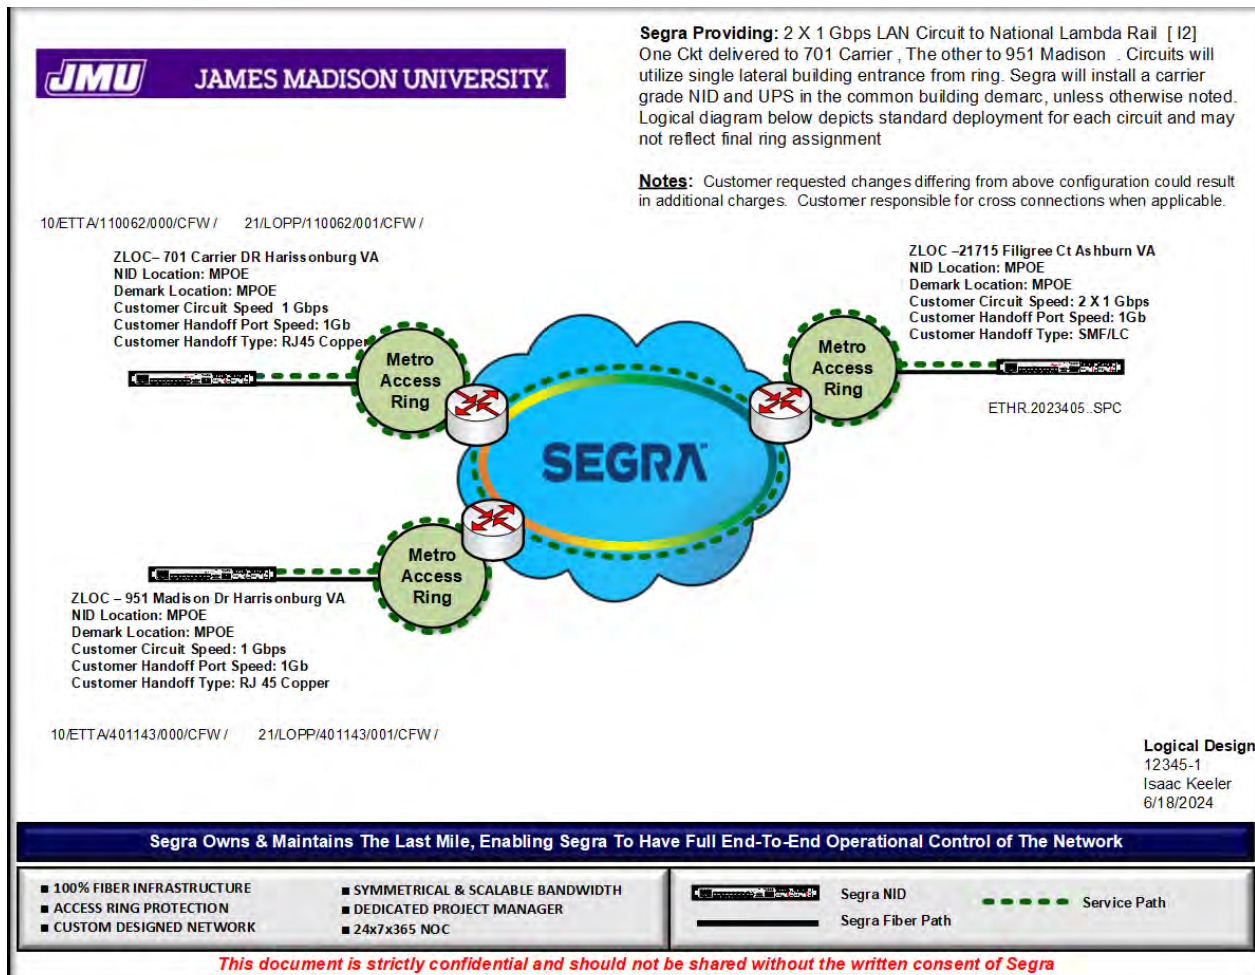 JMU JAMES MADISON UNIVERSITY.
Segra Providing: 2 X 1 Gbps LAN Circuit to National Lambda Rail [ I2]
One Ckt delivered to 701 Carrier , The other to 951 Madison . Circuits will
utilize single lateral building entrance from ring. Segra will install a carrier
grade NID and UPS in the common building demarc, unless otherwise noted.
Logical diagram below depicts standard deployment for each circuit and may
not reflect final ring assignment
Notes: Customer requested changes differing from above configuration could result
in additional charges. Customer responsible for cross connections when applicable.
10/ETTA/110062/000/CFW / 21/LOPP/110062/001/CFW /
ZLOC– 701 Carrier DR Harissonburg VA
NID Location: MPOE
Demark Location: MPOE
Customer Circuit Speed 1 Gbps
Customer Handoff Port Speed: 1Gb
Customer Handoff Type: RJ45 Copper
Metro
Access
Ring
ZLOC –21715 Filigree Ct Ashburn VA
NID Location: MPOE
Demark Location: MPOE
Customer Circuit Speed: 2 X 1 Gbps
Customer Handoff Port Speed: 1Gb
Customer Handoff Type: SMF/LC
Metro
Access
Ring
ETHR.2023405..SPC
SEGRA
Metro
Access
Ring
ZLOC – 951 Madison Dr Harrisonburg VA
NID Location: MPOE
Demark Location: MPOE
Customer Circuit Speed: 1 Gbps
Customer Handoff Port Speed: 1Gb
Customer Handoff Type: RJ 45 Copper
10/ETTA/401143/000/CFW / 21/LOPP/401143/001/CFW /
Logical Design
12345-1
Isaac Keeler
6/18/2024
Segra Owns & Maintains The Last Mile, Enabling Segra To Have Full End-To-End Operational Control of The Network
■ 100% FIBER INFRASTRUCTURE
■ ACCESS RING PROTECTION
■ CUSTOM DESIGNED NETWORK
■ SYMMETRICAL & SCALABLE BANDWIDTH
■ DEDICATED PROJECT MANAGER
■ 24x7x365 NOC
Segra NID
Segra Fiber Path
Service Path
This document is strictly confidential and should not be shared without the written consent of Segra